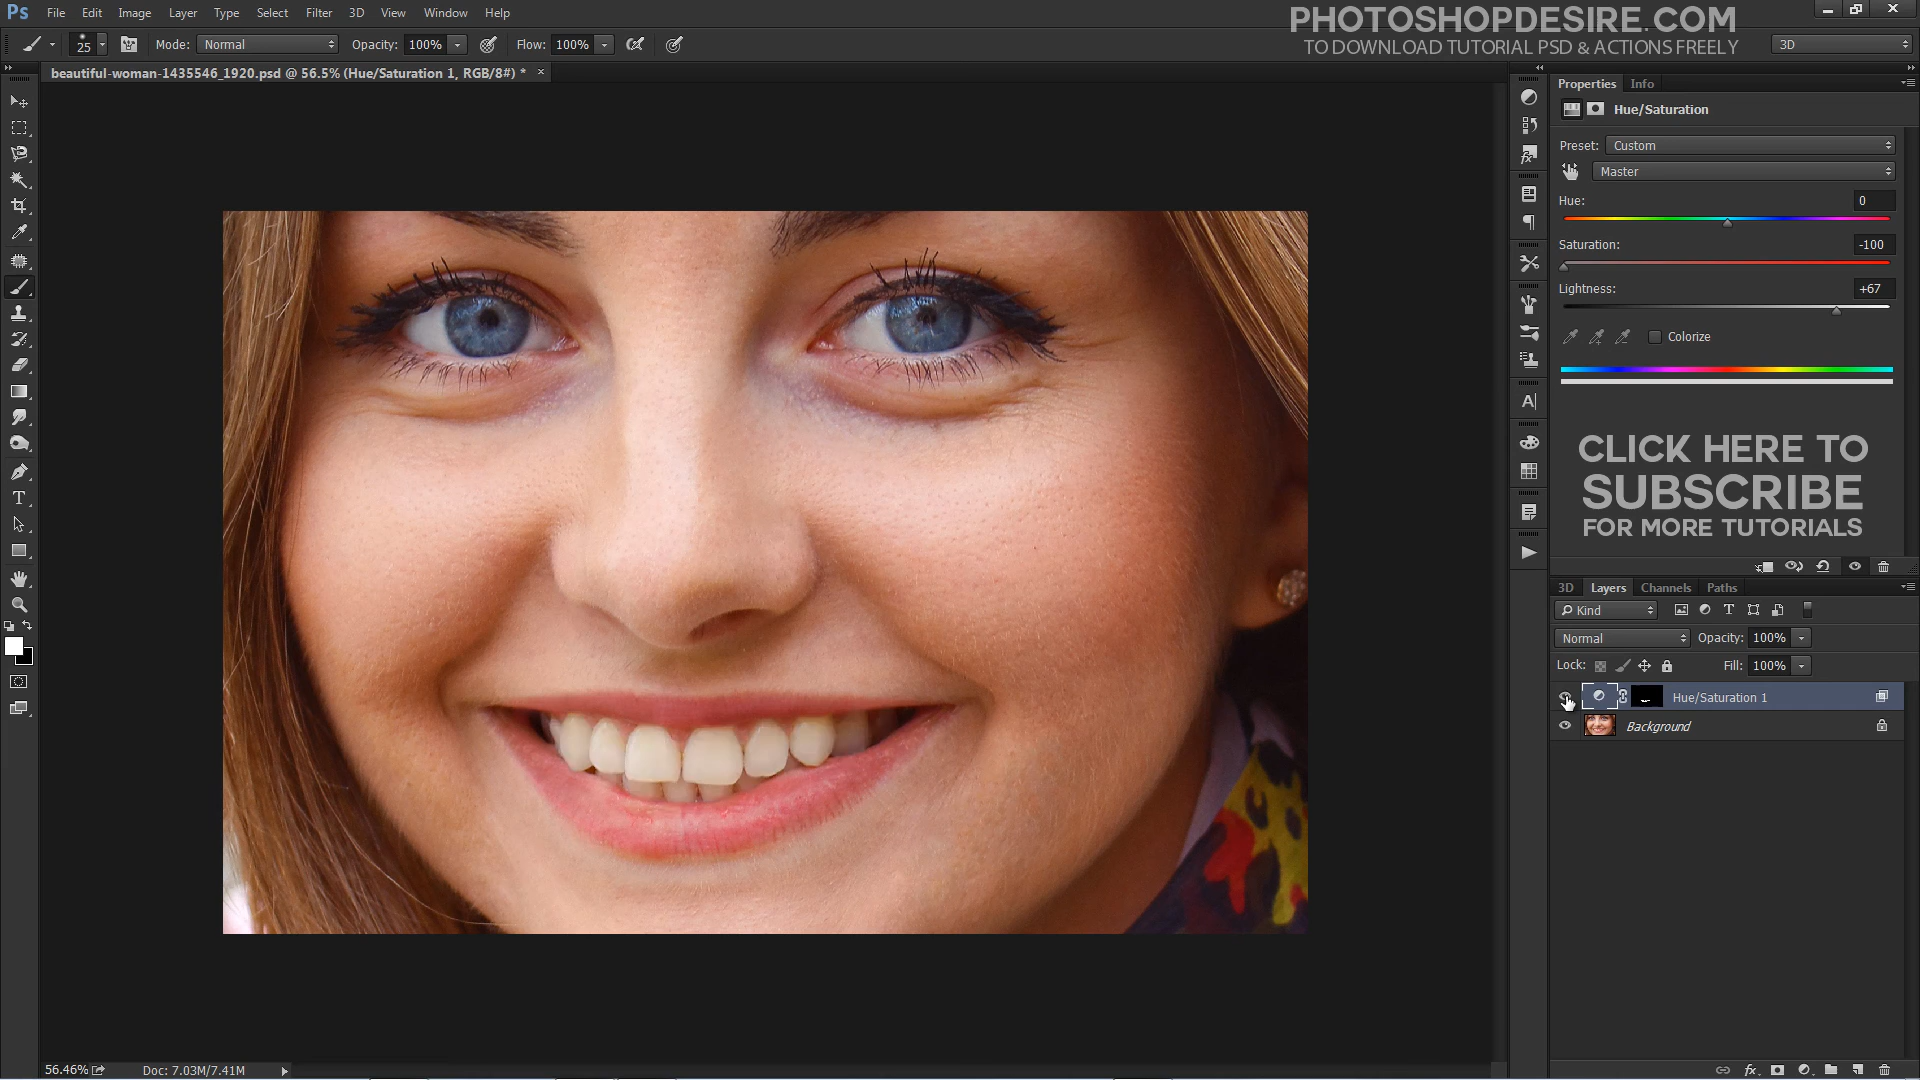 Ps File Edit Image Layer Type Select Filter 3D View Window Help
PHOTOSHOPDESIRE.COM
TO DOWNLOAD TUTORIAL PSD & ACTIONS FREELY
25 Mode: Normal Opacity: 100% Flow: 100% 3D
beautiful-woman-1435546_1920.psd @ 56.5% (Hue/Saturation 1, RGB/8#) * ×
Properties Info
Hue/Saturation
Preset: Custom
Master
Hue: 0
Saturation: -100
Lightness: +67
Colorize
CLICK HERE TO
SUBSCRIBE
FOR MORE TUTORIALS
3D Layers Channels Paths
Kind
Normal Opacity: 100%
Lock: Fill: 100%
Hue/Saturation 1
Background
56.46% Doc: 7.03M/7.41M